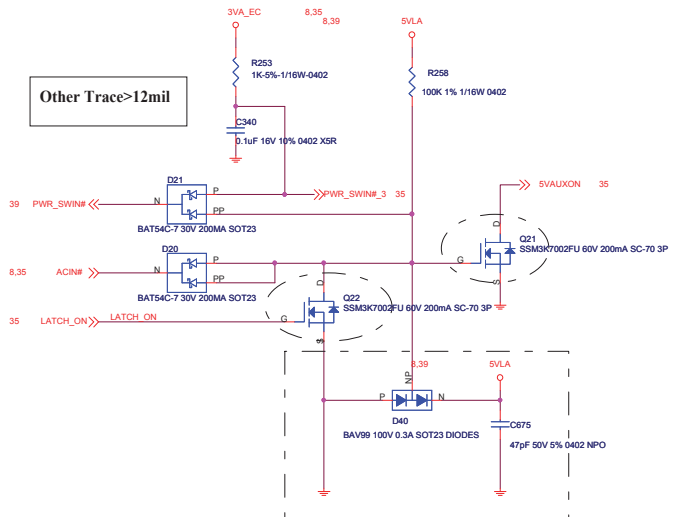 3VA_EC
8,35
8,39
5VLA
R253
1K-5%-1/16W-0402
R258
100K 1% 1/16W 0402
Other Trace>12mil
C340
0.1uF 16V 10% 0402 X5R
D21
P
N
PP
39 PWR_SWIN#
PWR_SWIN#_3 35
BAT54C-7 30V 200MA SOT23
5VAUXON 35
D
Q21
SSM3K7002FU 60V 200mA SC-70 3P
G
S
D20
P
N
PP
8,35 ACIN#
BAT54C-7 30V 200MA SOT23
D
Q22
SSM3K7002FU 60V 200mA SC-70 3P
35 LATCH_ON
LATCH_ON
G
S
8,39
5VLA
NP
P
N
D40
BAV99 100V 0.3A SOT23 DIODES
C675
47pF 50V 5% 0402 NPO